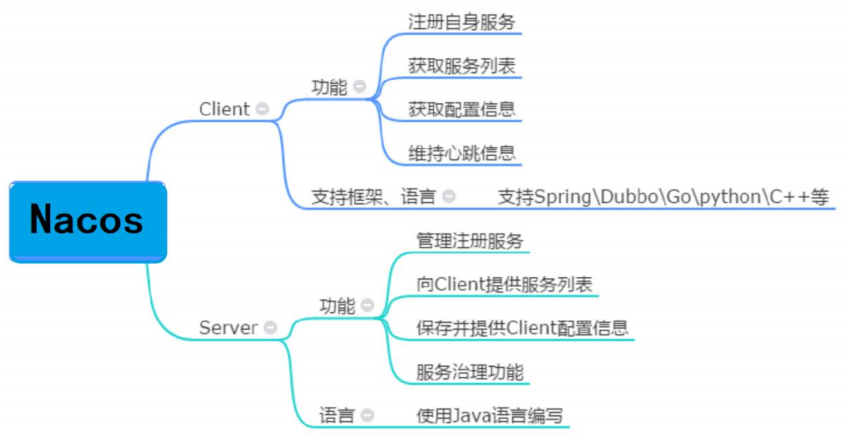 Nacos
Client
功能
注册自身服务
获取服务列表
获取配置信息
维持心跳信息
支持框架、语言
支持Spring\Dubbo\Go\python\C++等
Server
功能
管理注册服务
向Client提供服务列表
保存并提供Client配置信息
服务治理功能
语言
使用Java语言编写